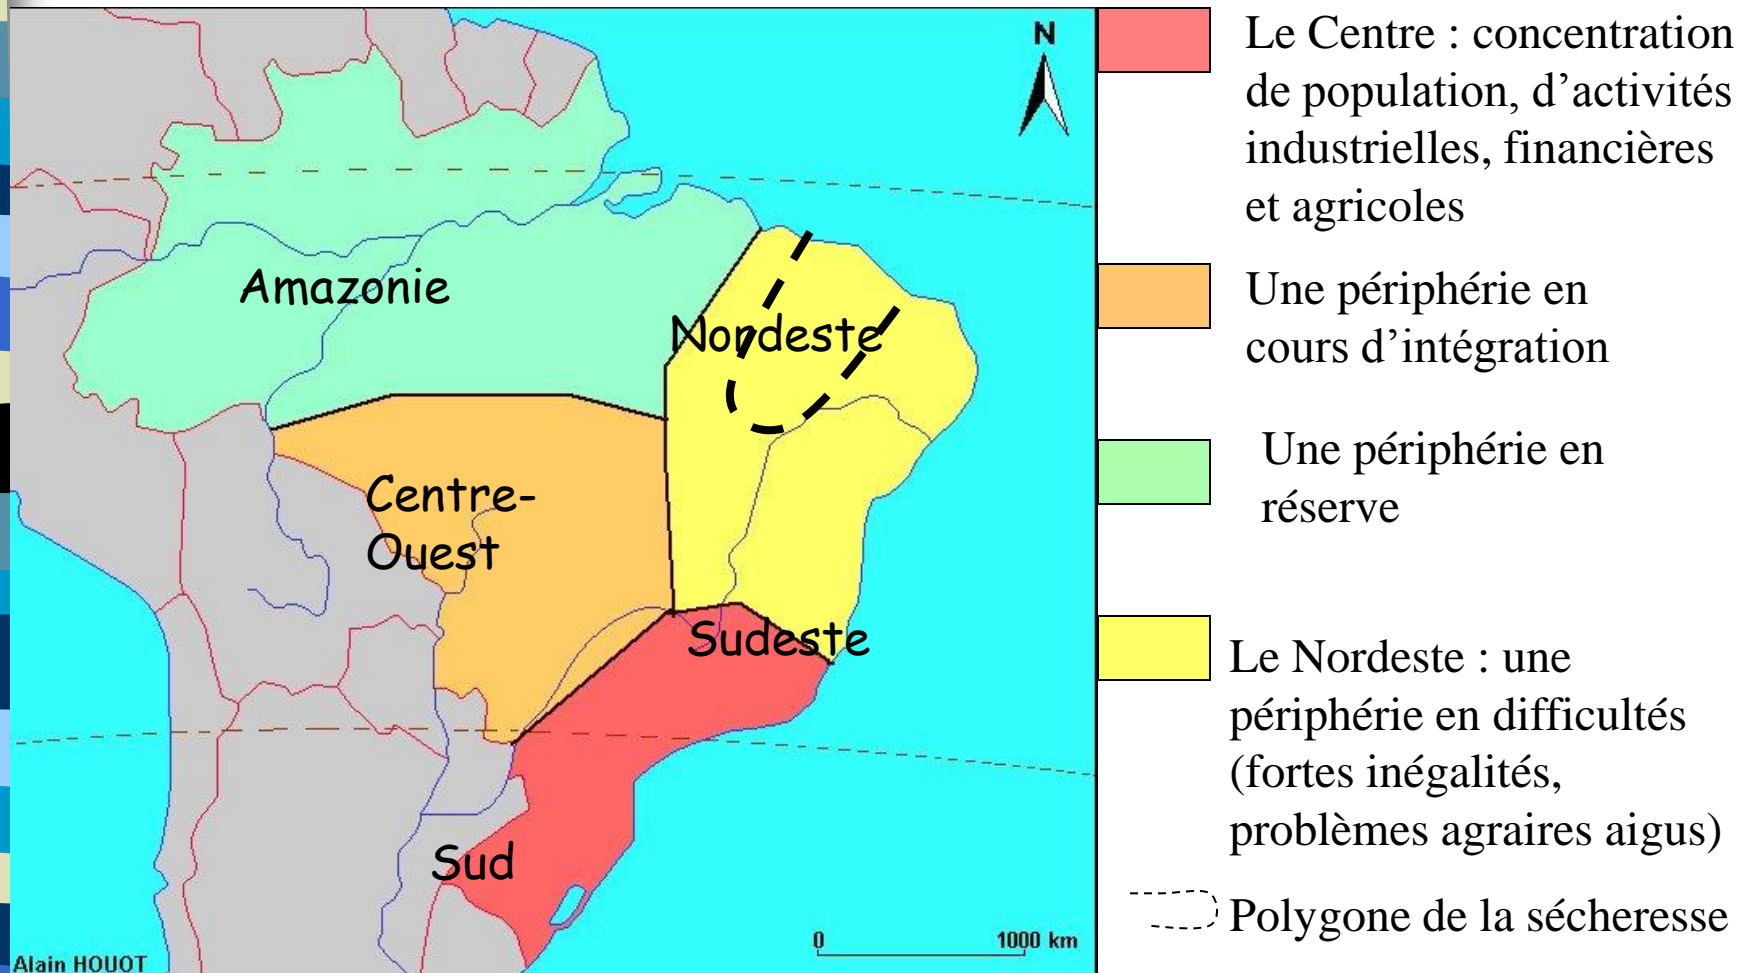 N
Amazonie
Nordeste
Centre-
Ouest
Sudeste
Sud
0 1000 km
Alain HOUOT
Le Centre : concentration
de population, d’activités
industrielles, financières
et agricoles
Une périphérie en
cours d’intégration
Une périphérie en
réserve
Le Nordeste : une
périphérie en difficultés
(fortes inégalités,
problèmes agraires aigus)
Polygone de la sécheresse